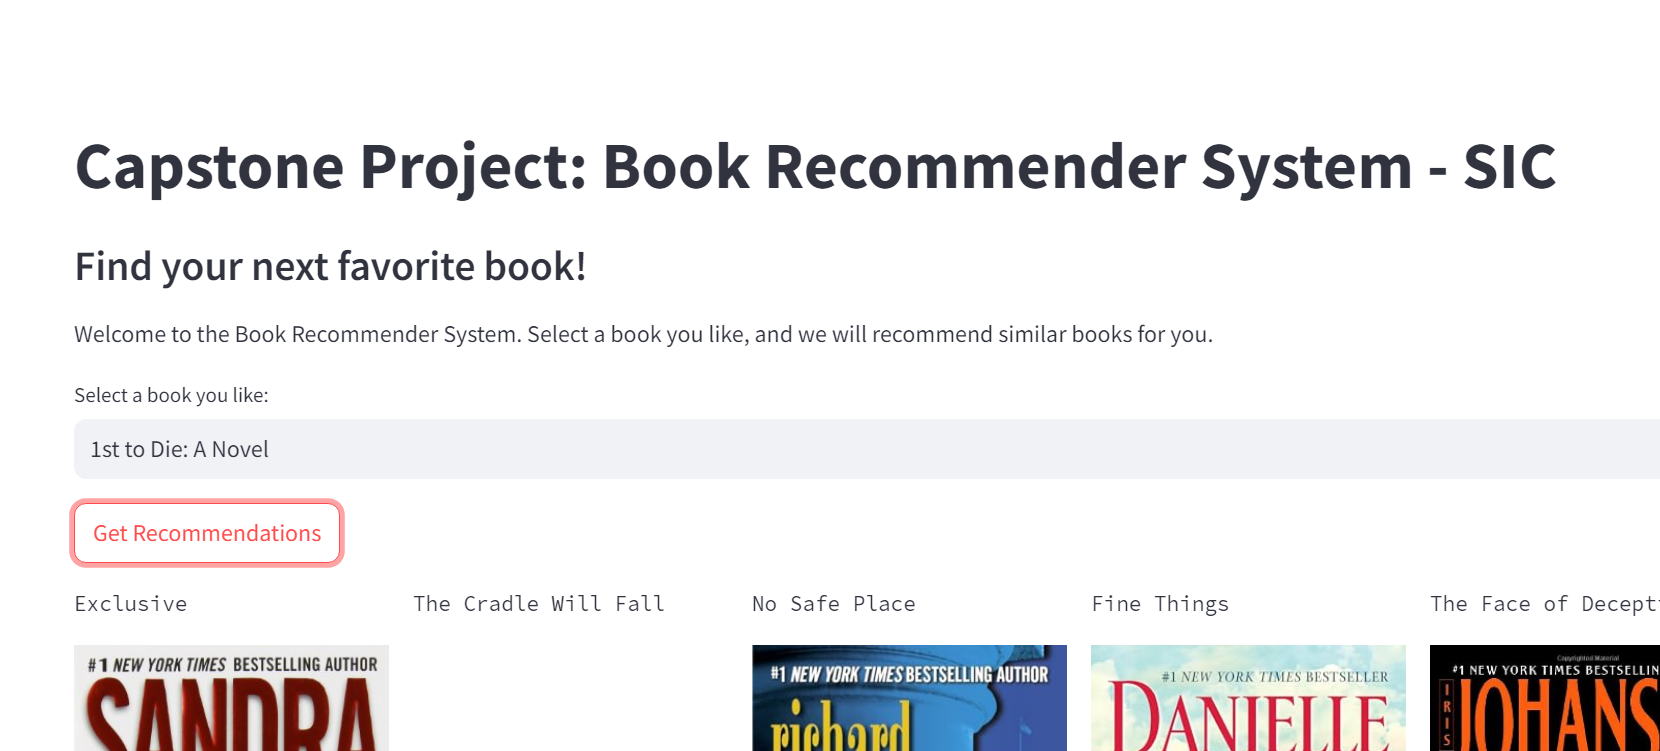 Capstone Project: Book Recommender System - SIC
Find your next favorite book!
Welcome to the Book Recommender System. Select a book you like, and we will recommend similar books for you.
Select a book you like:
1st to Die: A Novel
Get Recommendations
Exclusive
The Cradle Will Fall
No Safe Place
Fine Things
The Face of Decept
#1 NEW YORK TIMES BESTSELLING AUTHOR
SANDRA
#1 NEW YORK TIMES BESTSELLING AUTHOR
richard
#1 NEW YORK TIMES BESTSELLER
DANIELLE
Copyrighted Material
#1 NEW YORK TIMES BESTSELLIN
IRIS
JOHANS